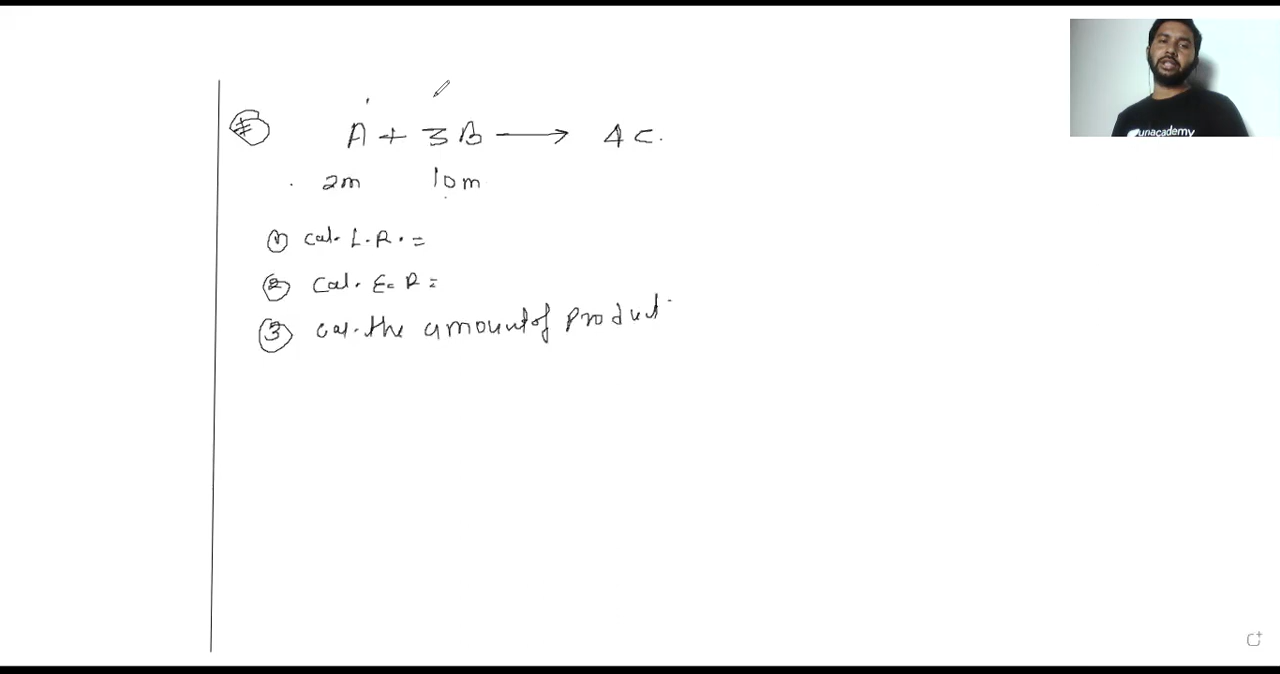 A + 3B → 4C.
2m 10m
① Cal. L.R. =
② Cal. E.R =
③ Cal. the amount of Product.
unacademy